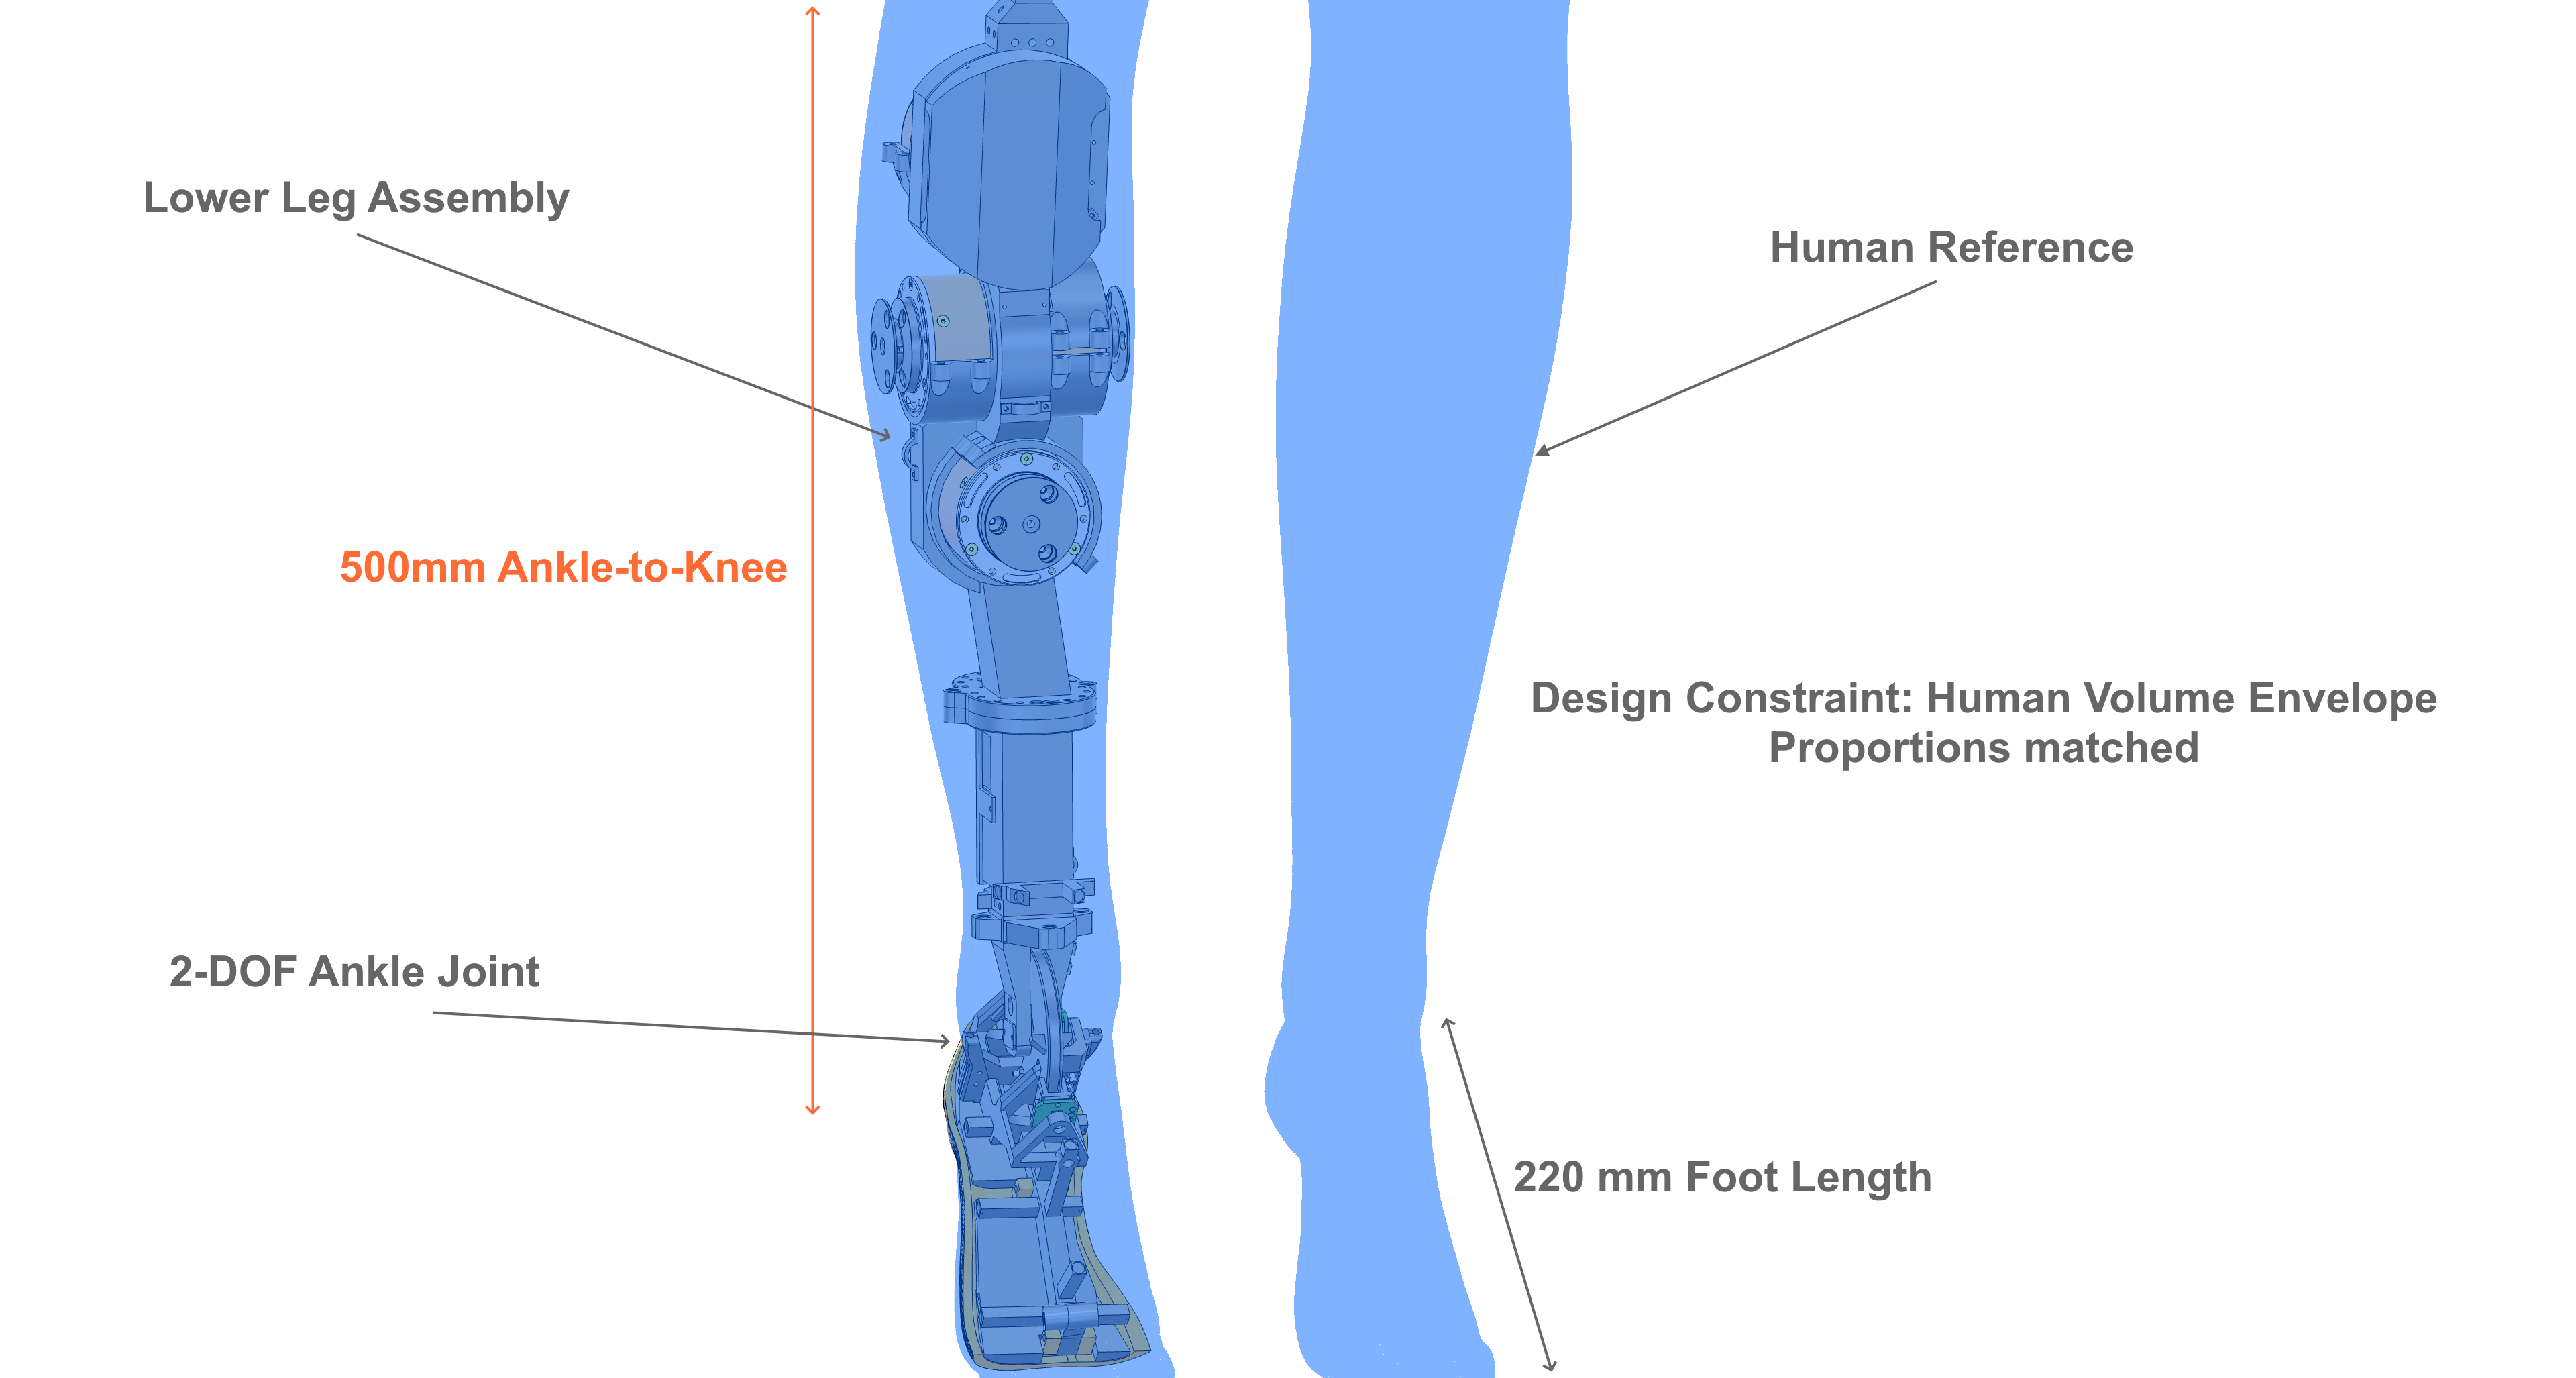 Lower Leg Assembly
Human Reference
500mm Ankle-to-Knee
Design Constraint: Human Volume Envelope
Proportions matched
2-DOF Ankle Joint
220 mm Foot Length